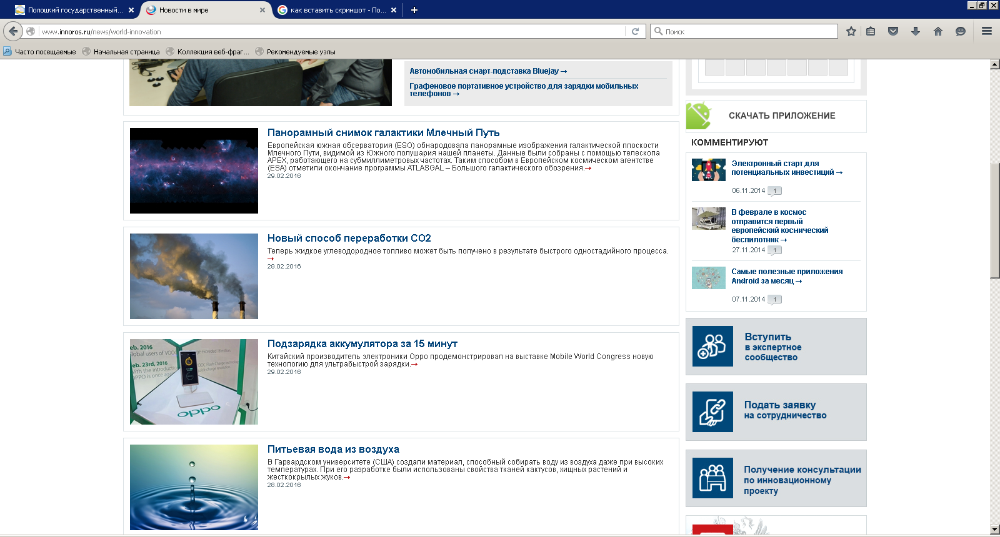 Полоцкий государственный...
Новости в мире
как вставить скриншот - По...
www.innoros.ru/news/world-innovation
Поиск
Часто посещаемые
Начальная страница
Коллекция веб-фраг...
Рекомендуемые узлы
Автомобильная смарт-подставка Bluejay →
Графеновое портативное устройство для зарядки мобильных
телефонов →
Панорамный снимок галактики Млечный Путь
Европейская южная обсерватория (ESO) обнародовала панорамные изображения галактической плоскости
Млечного Пути, видимой из Южного полушария нашей планеты. Данные были собраны с помощью телескопа
APEX, работающего на субмиллиметровых частотах. Таким способом в Европейском космическом агентстве
(ESA) отметили окончание программы ATLASGAL – Большого галактического обозрения.→
29.02.2016
Новый способ переработки CO2
Теперь жидкое углеводородное топливо может быть получено в результате быстрого одностадийного процесса.
→
29.02.2016
eb. 2016
Global users of VOOC
exceeded 18 million
eb. 23rd, 2016
With the introduction
OPPO is once again
oppo
Подзарядка аккумулятора за 15 минут
Китайский производитель электроники Oppo продемонстрировал на выставке Mobile World Congress новую
технологию для ультрабыстрой зарядки.→
29.02.2016
Питьевая вода из воздуха
В Гарвардском университете (США) создали материал, способный собирать воду из воздуха даже при высоких
температурах. При его разработке были использованы свойства тканей кактусов, хищных растений и
жесткокрылых жуков.→
28.02.2016
СКАЧАТЬ ПРИЛОЖЕНИЕ
КОММЕНТИРУЮТ
Электронный старт для
потенциальных инвестиций →
06.11.2014 1
В феврале в космос
отправится первый
европейский космический
беспилотник →
27.11.2014 1
Самые полезные приложения
Android за месяц →
07.11.2014 1
Вступить
в экспертное
сообщество
Подать заявку
на сотрудничество
Получение консультации
по инновационному
проекту